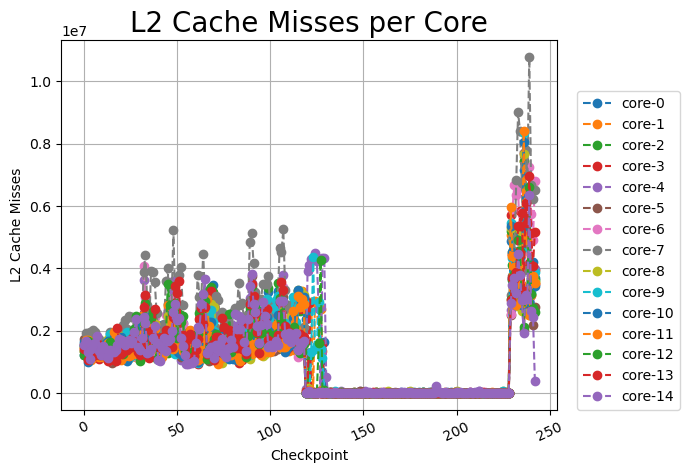 L2 Cache Misses per Core
1e7
1.0
0.8
0.6
0.4
0.2
0.0
L2 Cache Misses
0
50
100
150
200
250
Checkpoint
core-0
core-1
core-2
core-3
core-4
core-5
core-6
core-7
core-8
core-9
core-10
core-11
core-12
core-13
core-14